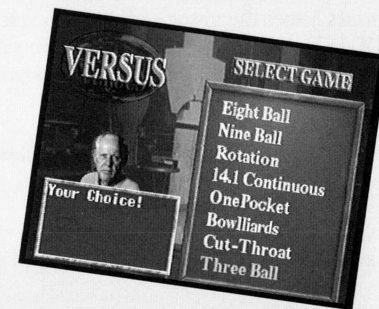 VERSUS
SELECT GAME
Eight Ball
Nine Ball
Rotation
14.1 Continuous
OnePocket
Bowlliards
Cut-Throat
Three Ball
Your Choice!